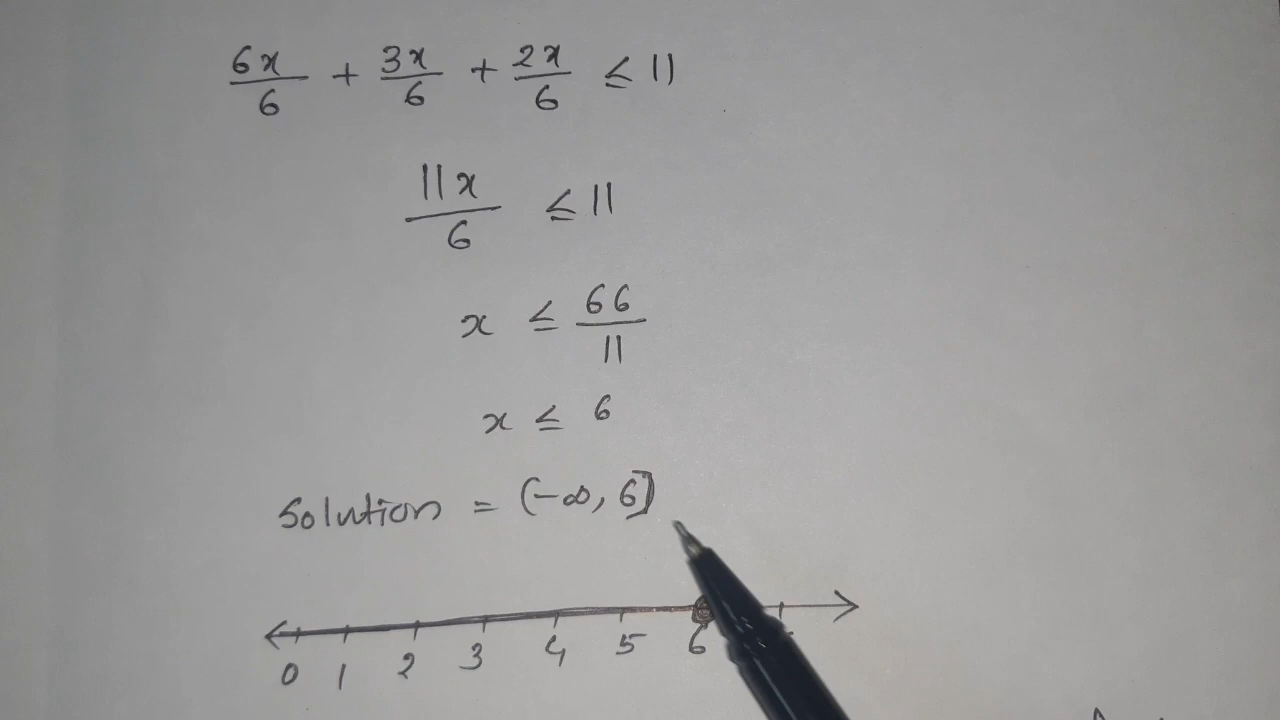 6x/6 + 3x/6 + 2x/6 ≤ 11
11x/6 ≤ 11
x ≤ 66/11
x ≤ 6
Solution = (-∞, 6]
0 1 2 3 4 5 6